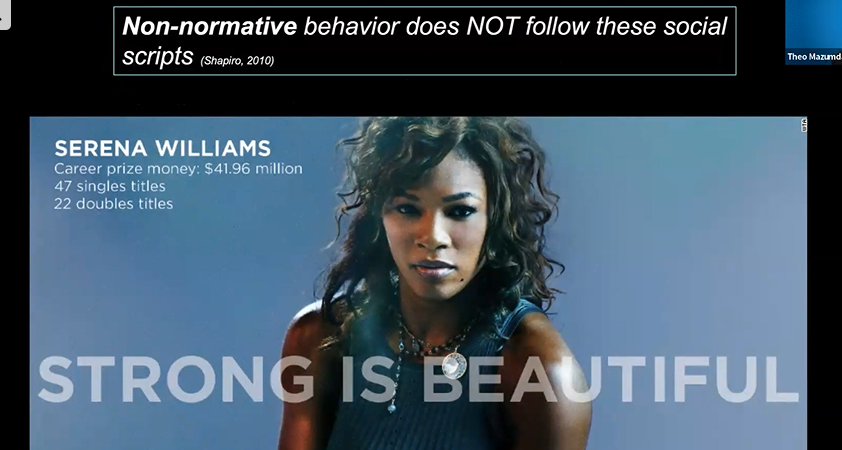 Non-normative behavior does NOT follow these social
scripts (Shapiro, 2010)
Theo Mazumd
SERENA WILLIAMS
Career prize money: $41.96 million
47 singles titles
22 doubles titles
STRONG IS BEAUTIFUL